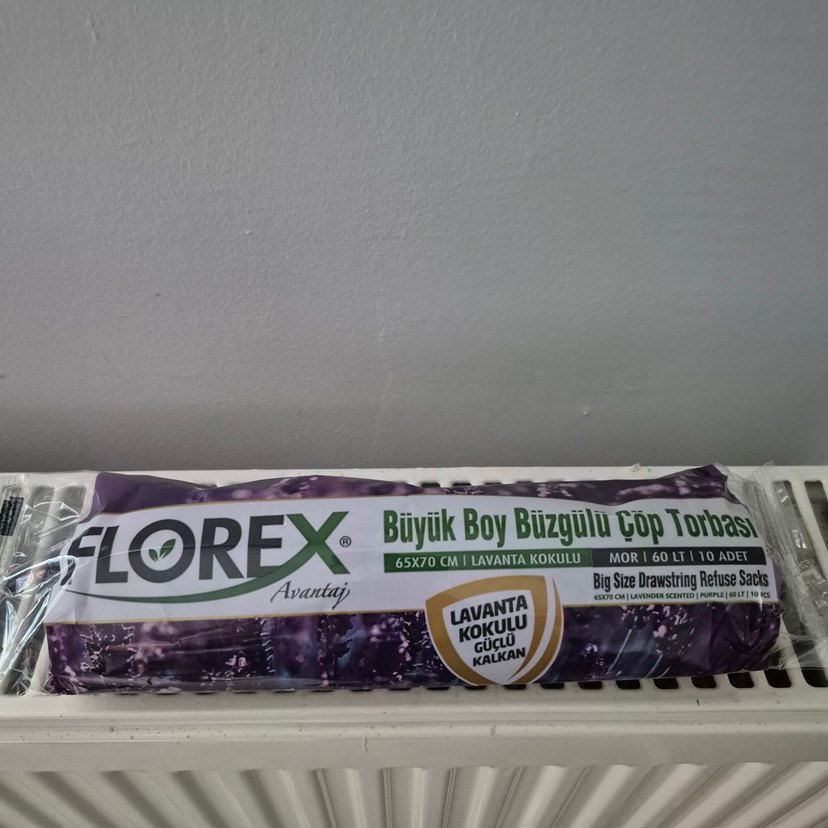 FLOREX®
Avantaj
Büyük Boy Büzgülü Çöp Torbası
65X70 CM | LAVANTA KOKULU MOR | 60 LT | 10 ADET
Big Size Drawstring Refuse Sacks
65X70 CM | LAVENDER SCENTED | PURPLE | 60 LT | 10 PCS
LAVANTA
KOKULU
GÜÇLÜ
KALKAN